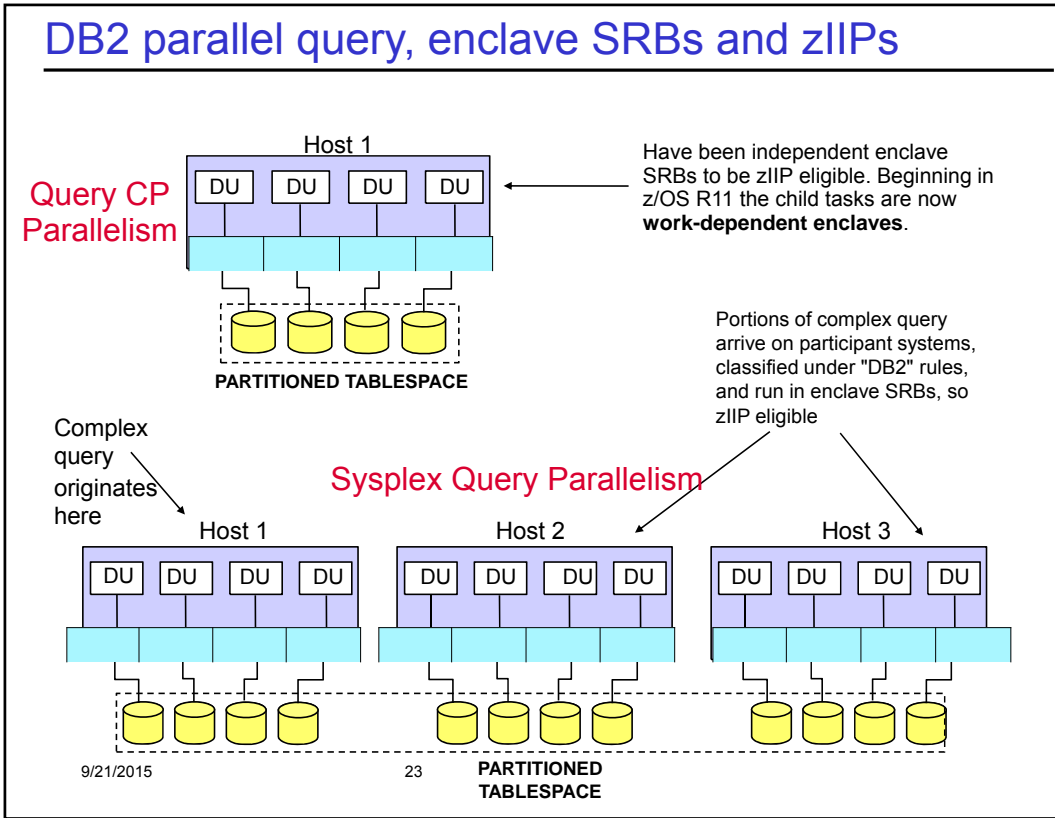 DB2 parallel query, enclave SRBs and zIIPs
Host 1
DU DU DU DU
Query CP
Parallelism
PARTITIONED TABLESPACE
Have been independent enclave
SRBs to be zIIP eligible. Beginning in
z/OS R11 the child tasks are now
work-dependent enclaves.
Portions of complex query
arrive on participant systems,
classified under "DB2" rules,
and run in enclave SRBs, so
zIIP eligible
Complex
query
originates
here
Sysplex Query Parallelism
Host 1
DU DU DU DU
Host 2
DU DU DU DU
Host 3
DU DU DU DU
9/21/2015
23
PARTITIONED
TABLESPACE